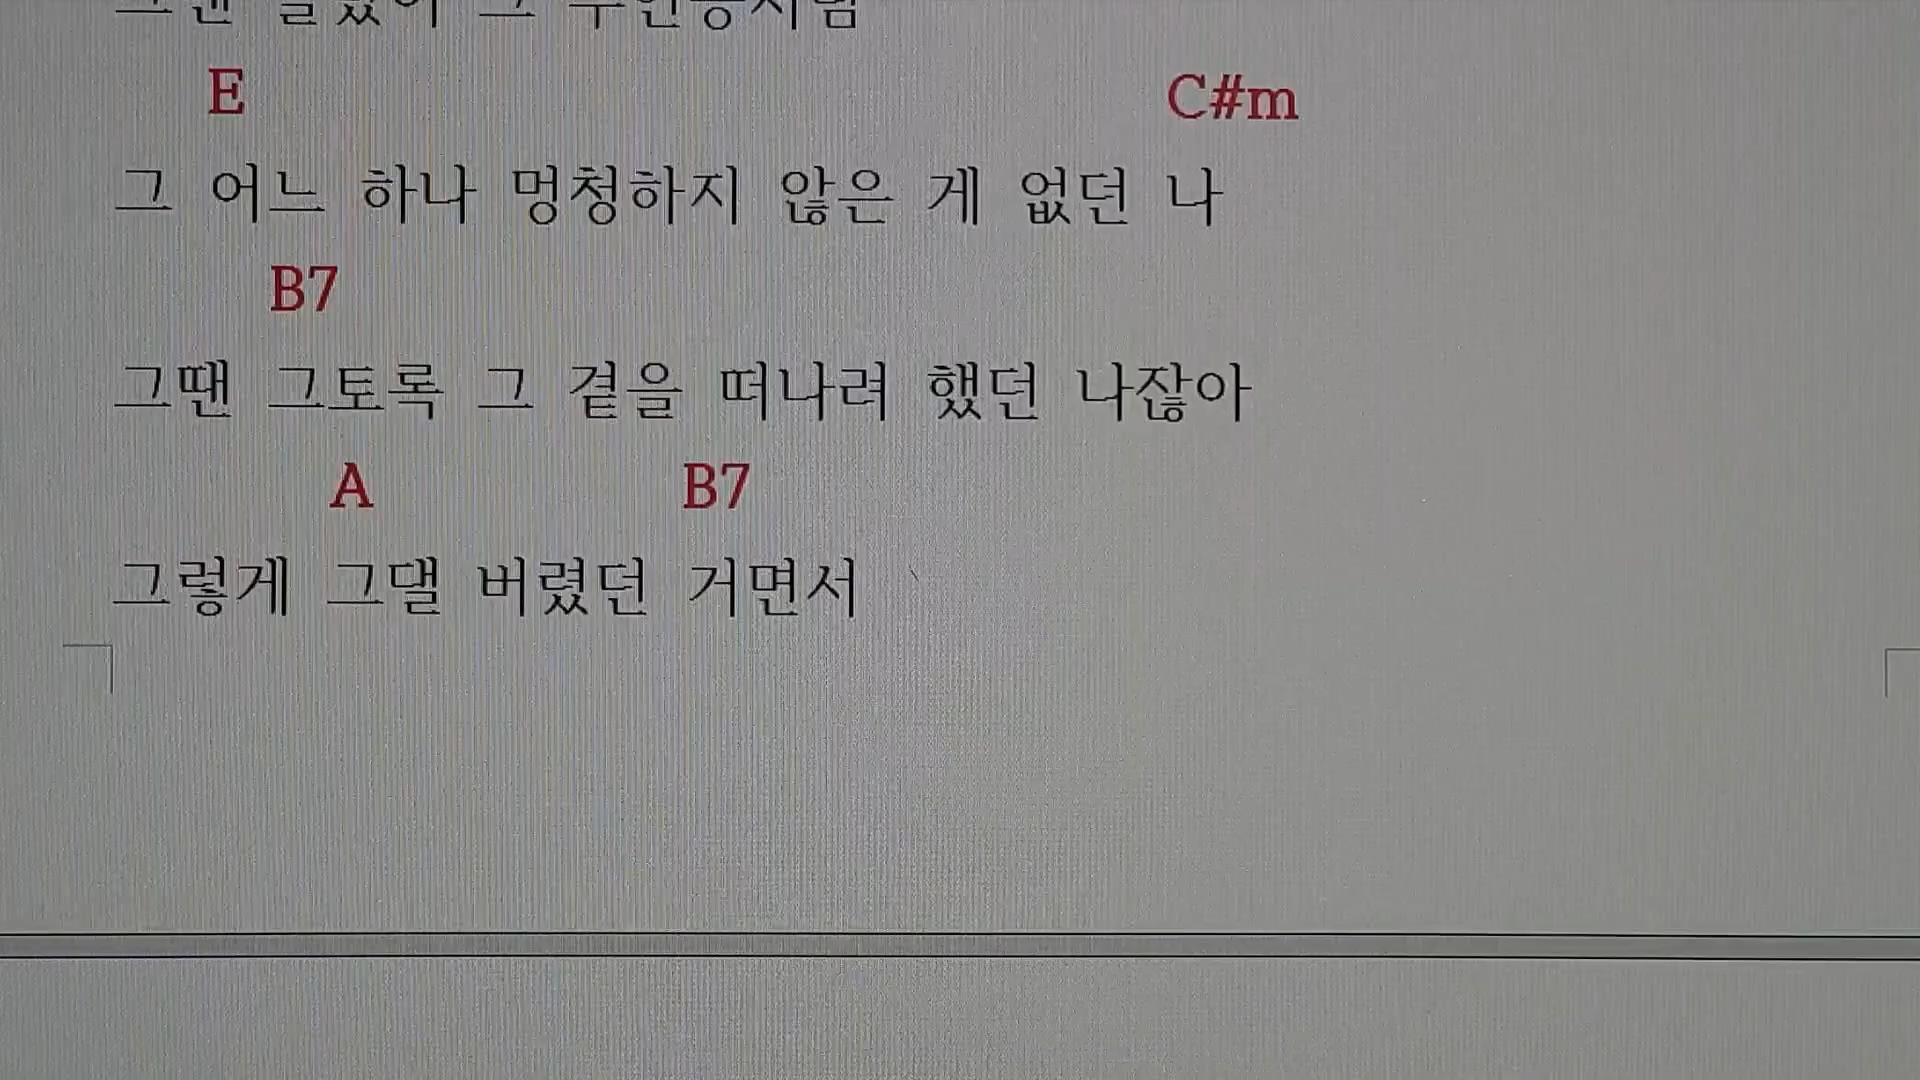 E C#m
그 어느 하나 멍청하지 않은 게 없던 나
B7
그땐 그토록 그 곁을 떠나려 했던 나잖아
A B7
그렇게 그댈 버렸던 거면서